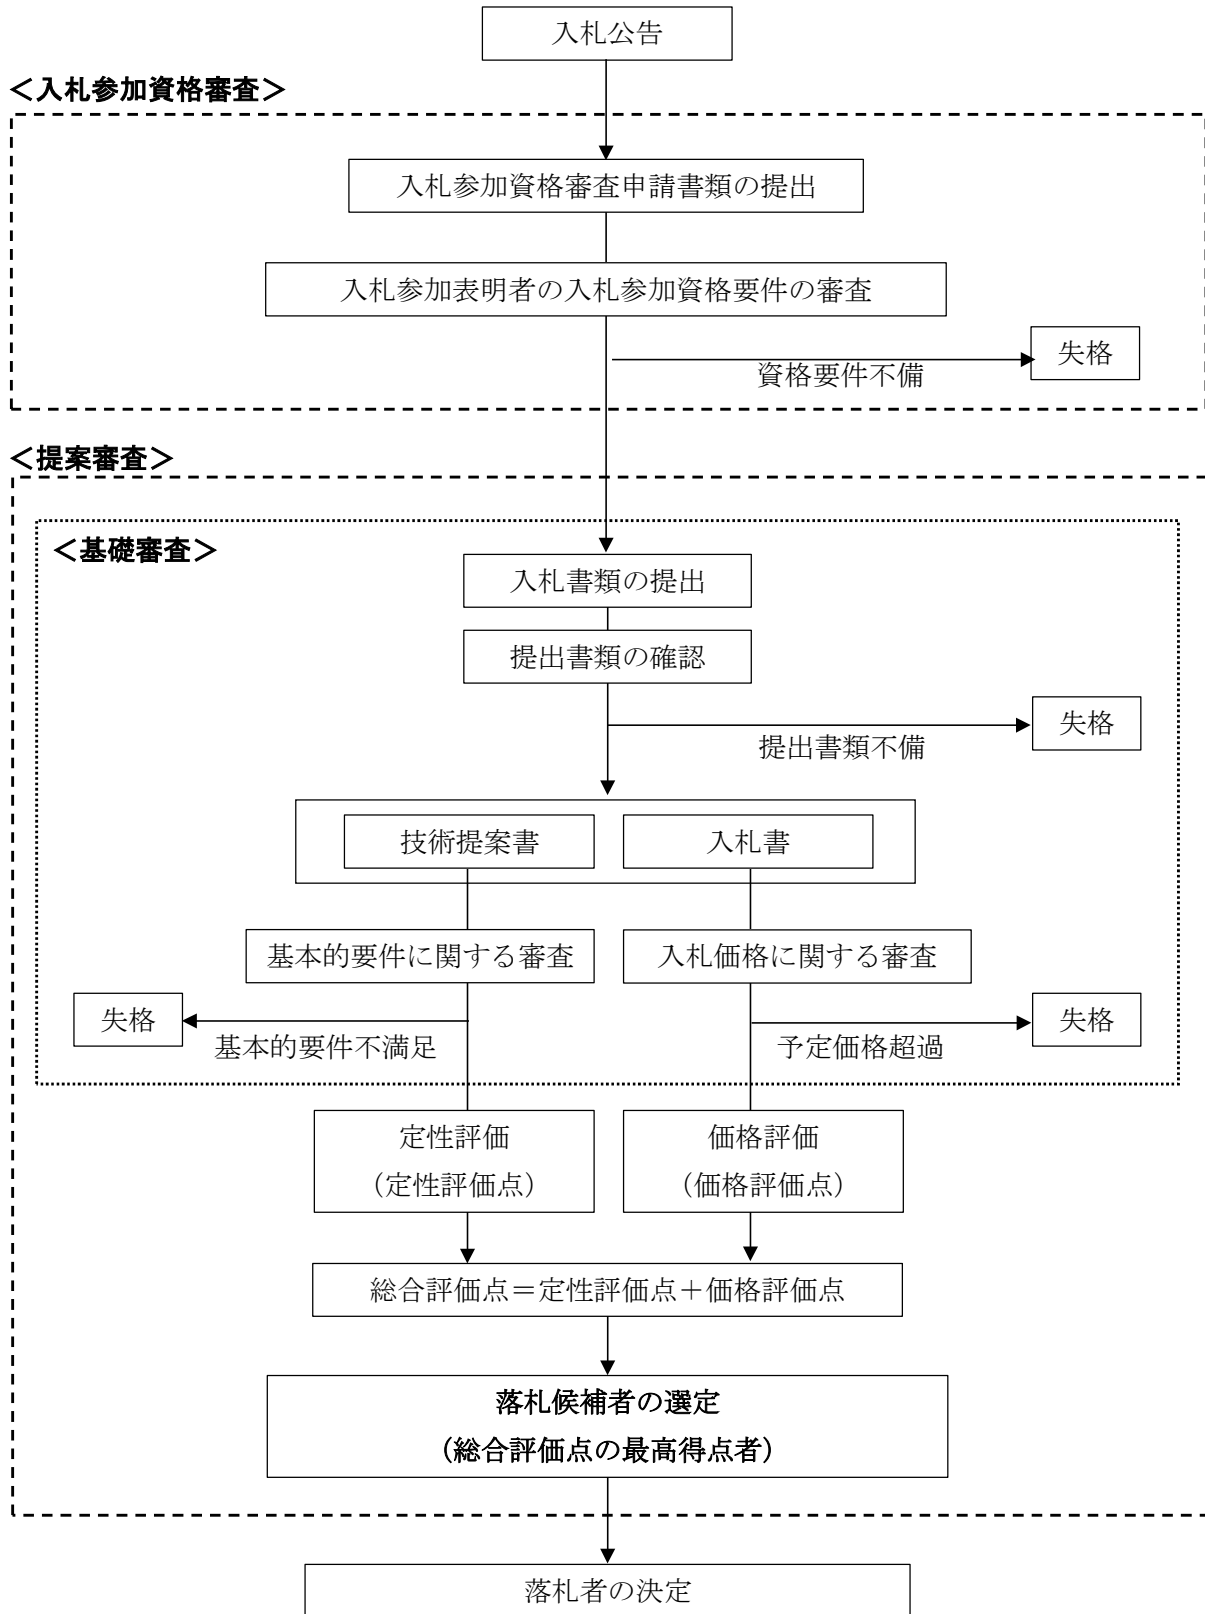 入札公告
＜入札参加資格審査＞
入札参加資格審査申請書類の提出
入札参加表明者の入札参加資格要件の審査
失格
資格要件不備
＜提案審査＞
＜基礎審査＞
入札書類の提出
提出書類の確認
失格
提出書類不備
技術提案書
入札書
基本的要件に関する審査
入札価格に関する審査
失格
基本的要件不満足
失格
予定価格超過
定性評価
（定性評価点）
価格評価
（価格評価点）
総合評価点＝定性評価点＋価格評価点
落札候補者の選定
（総合評価点の最高得点者）
落札者の決定